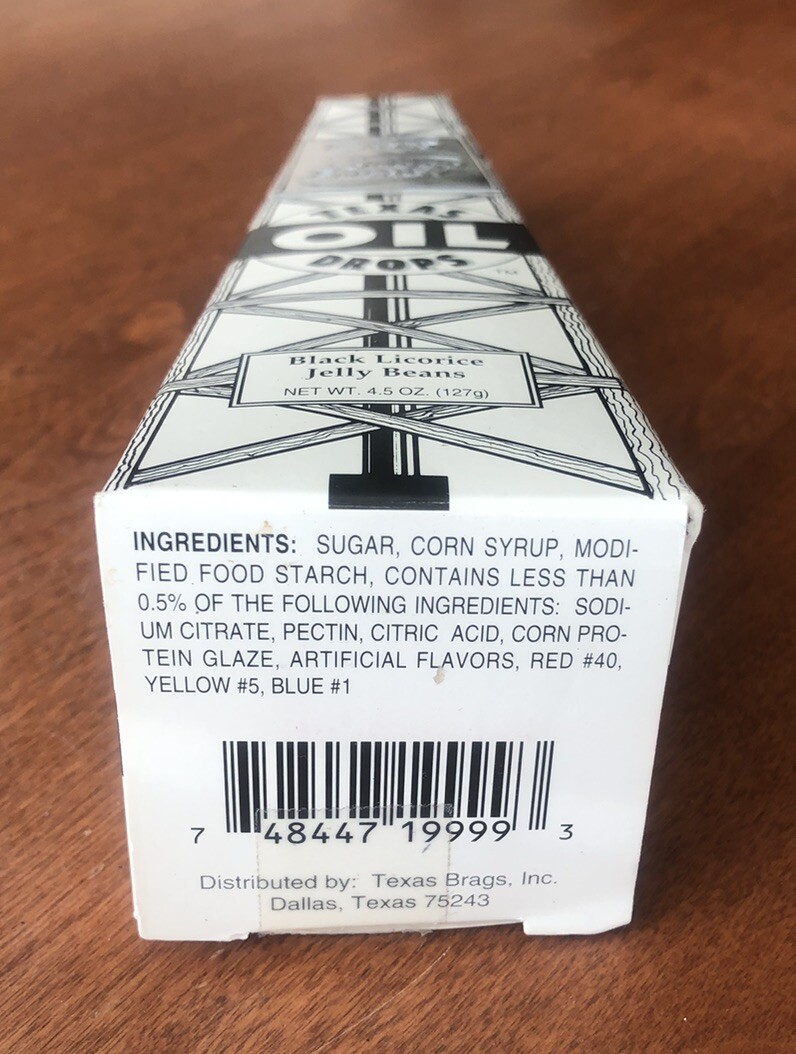 TEXAS
OIL
DROPS
TM
Black Licorice
Jelly Beans
NET WT. 4.5 OZ. (127g)
INGREDIENTS: SUGAR, CORN SYRUP, MODI-
FIED FOOD STARCH, CONTAINS LESS THAN
0.5% OF THE FOLLOWING INGREDIENTS: SODI-
UM CITRATE, PECTIN, CITRIC ACID, CORN PRO-
TEIN GLAZE, ARTIFICIAL FLAVORS, RED #40,
YELLOW #5, BLUE #1
7 48447 19999 3
Distributed by: Texas Brags, Inc.
Dallas, Texas 75243